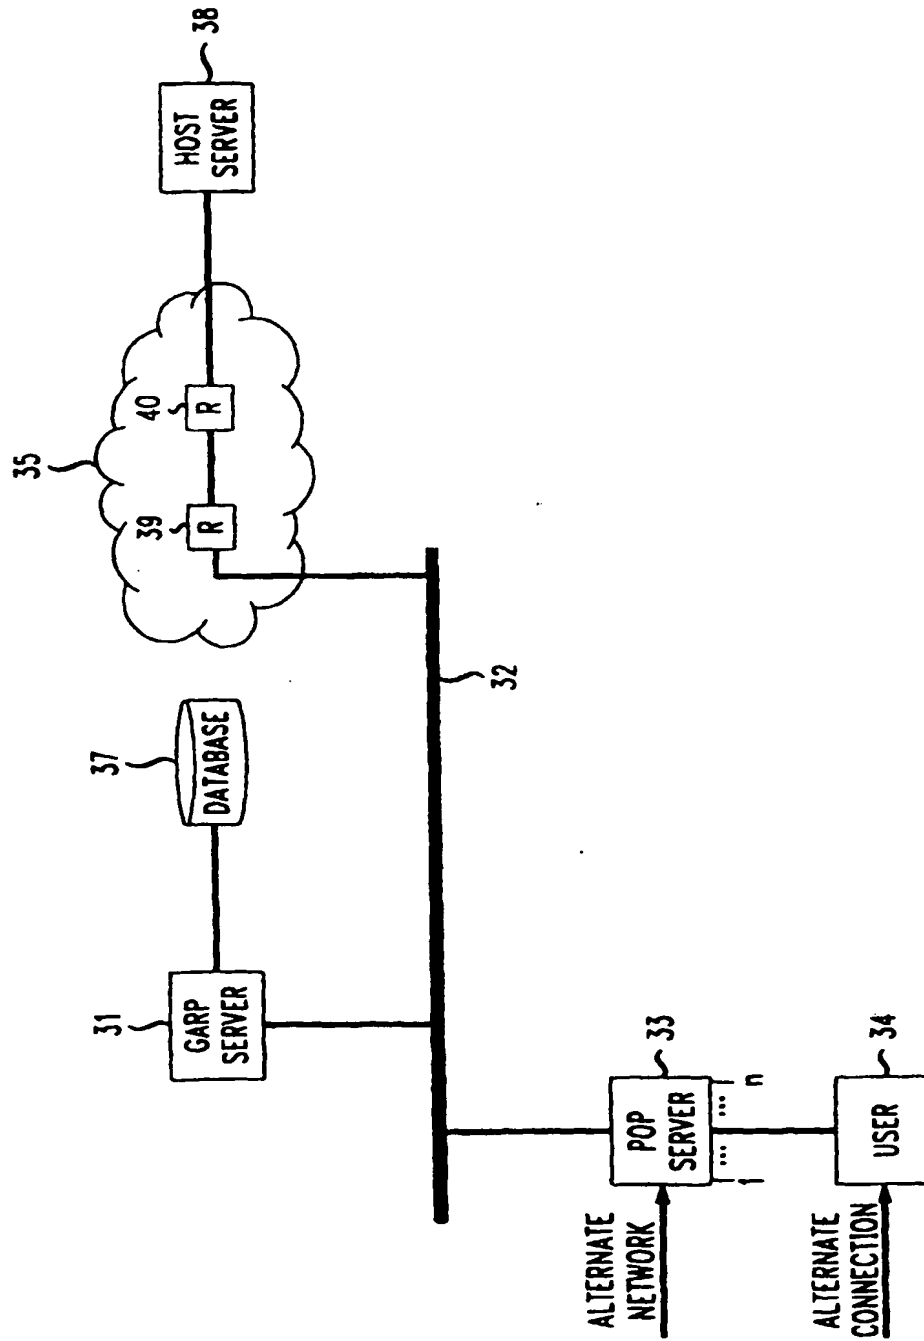 38
HOST
SERVER
35
40
R
39
R
32
37
DATABASE
31
GARP
SERVER
33
POP
SERVER
1 ... ... n
34
USER
ALTERNATE
NETWORK
ALTERNATE
CONNECTION